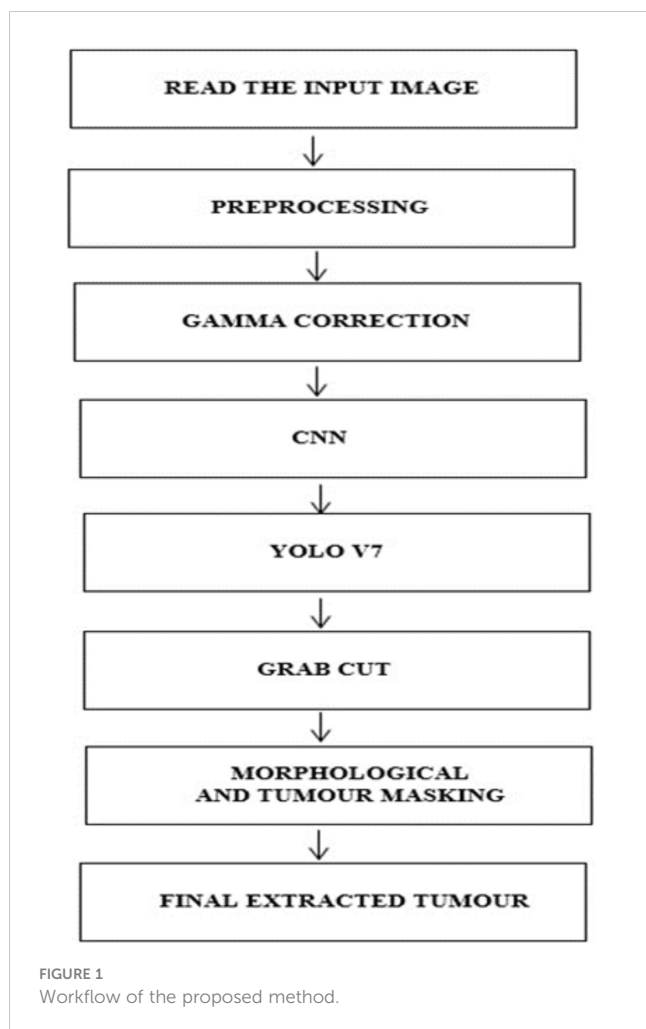 READ THE INPUT IMAGE
PREPROCESSING
GAMMA CORRECTION
CNN
YOLO V7
GRAB CUT
MORPHOLOGICAL
AND TUMOUR MASKING
FINAL EXTRACTED TUMOUR
FIGURE 1
Workflow of the proposed method.